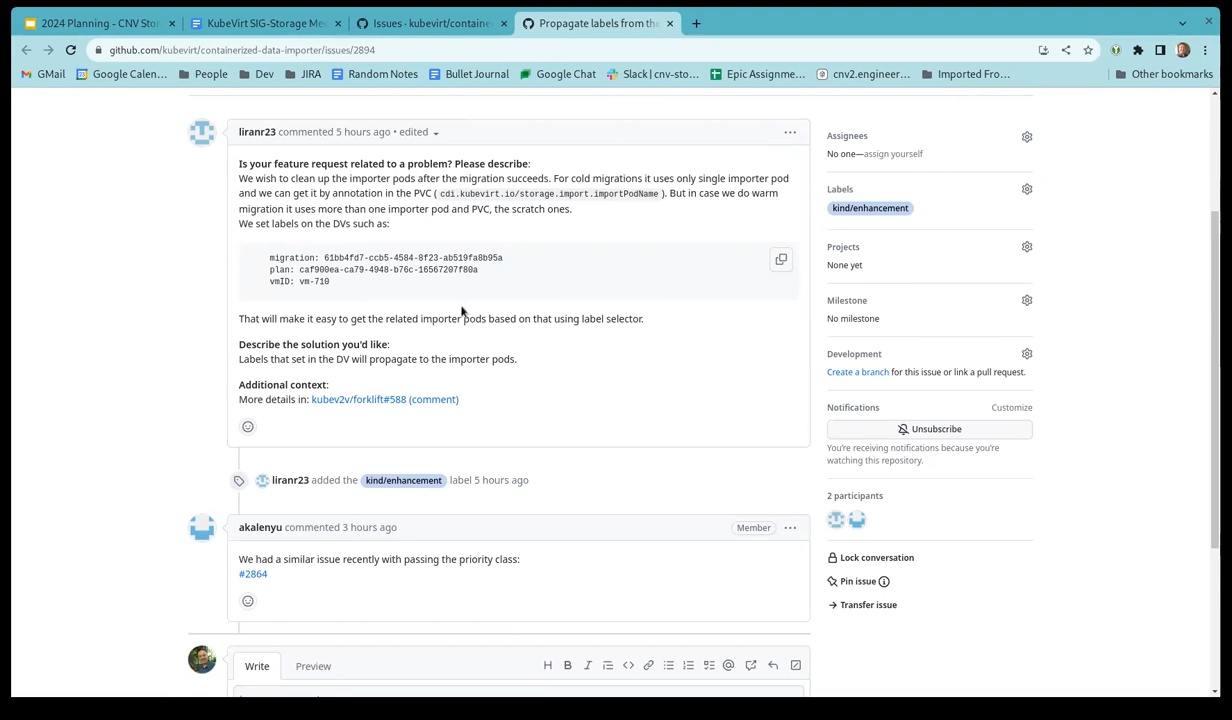 2024 Planning - CNV Sto
KubeVirt SIG-Storage Me
Issues · kubevirt/containe
Propagate labels from the
github.com/kubevirt/containerized-data-importer/issues/2894
GMail
Google Calen...
People
Dev
JIRA
Random Notes
Bullet Journal
Google Chat
Slack | cnv-sto...
Epic Assignme...
cnv2.engineer...
Imported Fro...
Other bookmarks
liranr23 commented 5 hours ago • edited
Is your feature request related to a problem? Please describe:
We wish to clean up the importer pods after the migration succeeds. For cold migrations it uses only single importer pod
and we can get it by annotation in the PVC ( cdi.kubevirt.io/storage.import.importPodName ). But in case we do warm
migration it uses more than one importer pod and PVC, the scratch ones.
We set labels on the DVs such as:
migration: 61bb4fd7-ccb5-4584-8f23-ab519fa8b95a
plan: caf900ea-ca79-4948-b76c-16567207f80a
vmID: vm-710
That will make it easy to get the related importer pods based on that using label selector.
Describe the solution you'd like:
Labels that set in the DV will propagate to the importer pods.
Additional context:
More details in: kubev2v/forklift#588 (comment)
liranr23 added the kind/enhancement label 5 hours ago
akalenyu commented 3 hours ago
Member
We had a similar issue recently with passing the priority class:
#2864
Write
Preview
Assignees
No one—assign yourself
Labels
kind/enhancement
Projects
None yet
Milestone
No milestone
Development
Create a branch for this issue or link a pull request.
Notifications
Customize
Unsubscribe
You're receiving notifications because you're
watching this repository.
2 participants
Lock conversation
Pin issue
Transfer issue